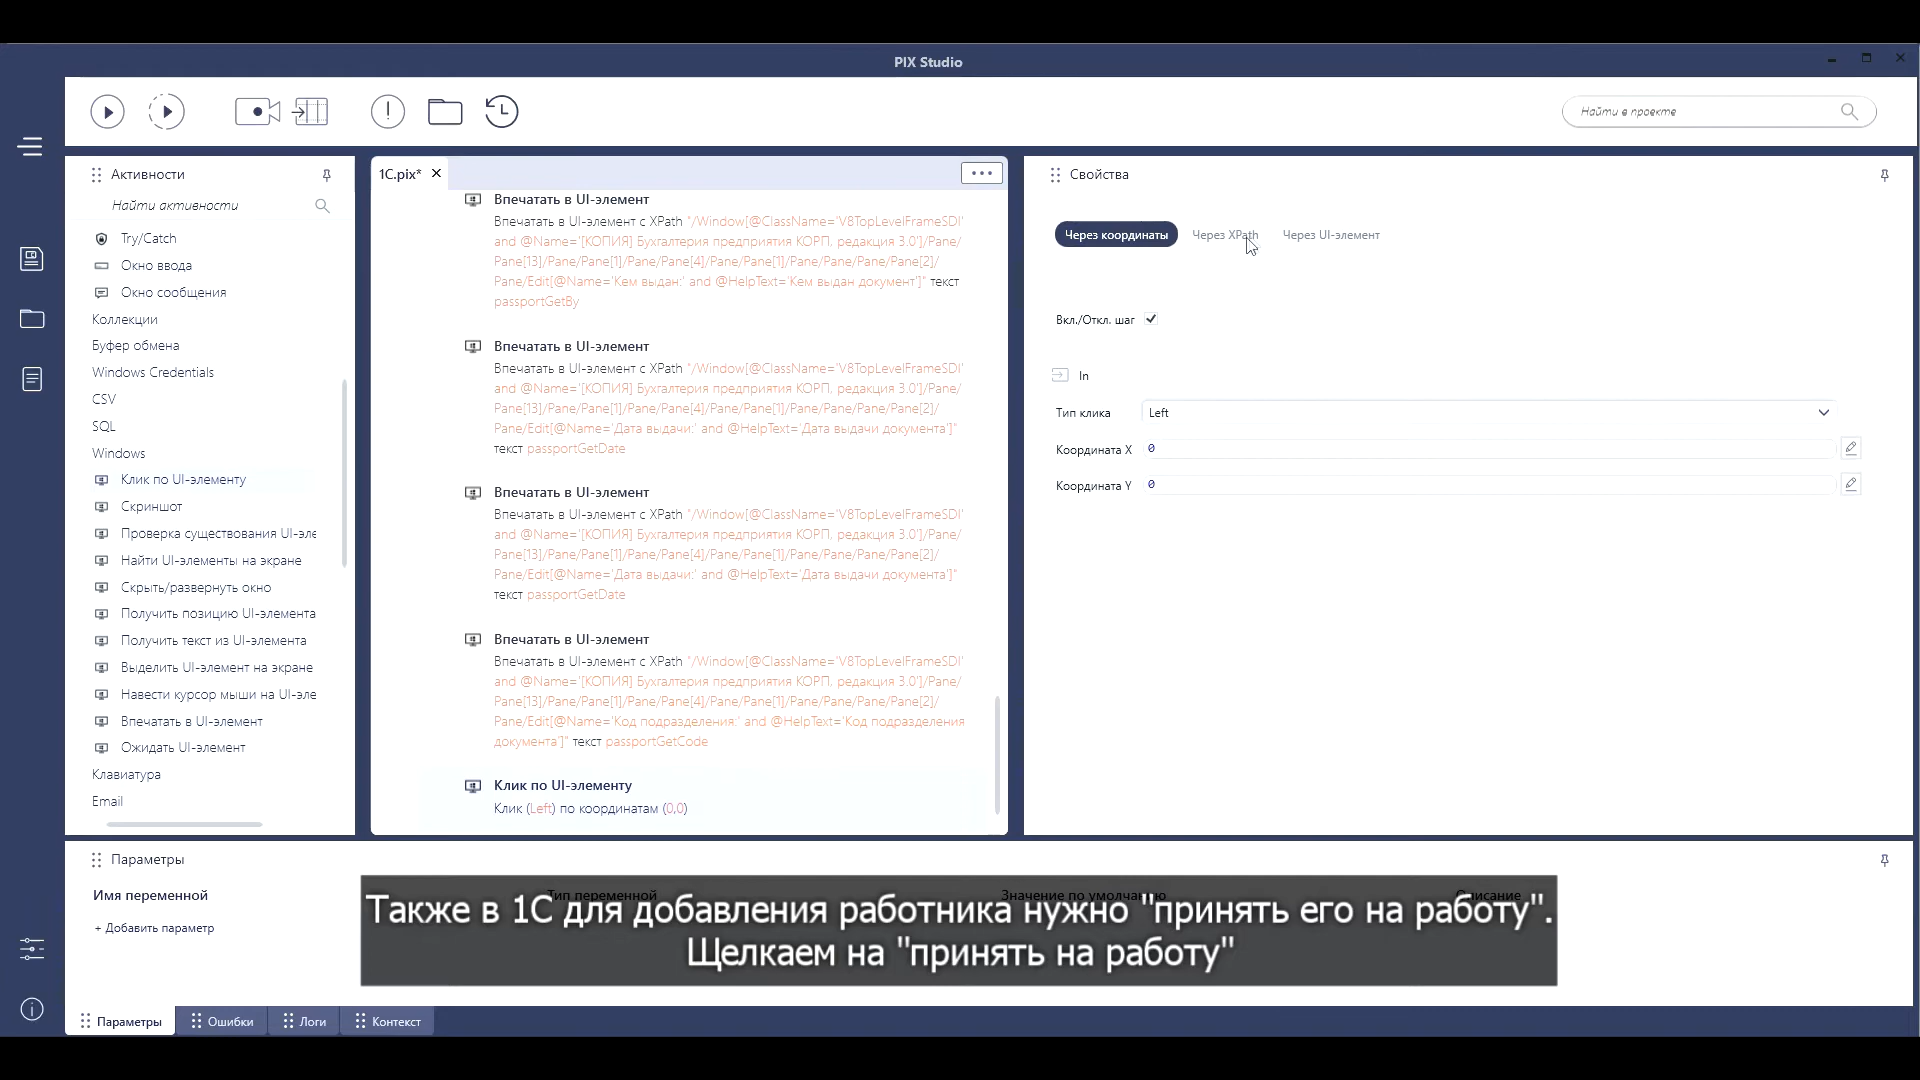 PIX Studio
Найти в проекте
Активности
Найти активности
Try/Catch
Окно ввода
Окно сообщения
Коллекции
Буфер обмена
Windows Credentials
CSV
SQL
Windows
Клик по UI-элементу
Скриншот
Проверка существования UI-эле
Найти UI-элементы на экране
Скрыть/развернуть окно
Получить позицию UI-элемента
Получить текст из UI-элемента
Выделить UI-элемент на экране
Навести курсор мыши на UI-эле
Впечатать в UI-элемент
Ожидать UI-элемент
Клавиатура
Email
1C.pix*
Впечатать в UI-элемент
Впечатать в UI-элемент с XPath "/Window[@ClassName='V8TopLevelFrameSDI'
and @Name='[КОПИЯ] Бухгалтерия предприятия КОРП, редакция 3.0']/Pane/
Pane[13]/Pane/Pane[1]/Pane/Pane[4]/Pane/Pane[1]/Pane/Pane/Pane/Pane[2]/
Pane/Edit[@Name='Кем выдан:' and @HelpText='Кем выдан документ']" текст
passportGetBy
Впечатать в UI-элемент
Впечатать в UI-элемент с XPath "/Window[@ClassName='V8TopLevelFrameSDI'
and @Name='[КОПИЯ] Бухгалтерия предприятия КОРП, редакция 3.0']/Pane/
Pane[13]/Pane/Pane[1]/Pane/Pane[4]/Pane/Pane[1]/Pane/Pane/Pane/Pane[2]/
Pane/Edit[@Name='Дата выдачи:' and @HelpText='Дата выдачи документа']"
текст passportGetDate
Впечатать в UI-элемент
Впечатать в UI-элемент с XPath "/Window[@ClassName='V8TopLevelFrameSDI'
and @Name='[КОПИЯ] Бухгалтерия предприятия КОРП, редакция 3.0']/Pane/
Pane[13]/Pane/Pane[1]/Pane/Pane[4]/Pane/Pane[1]/Pane/Pane/Pane/Pane[2]/
Pane/Edit[@Name='Дата выдачи:' and @HelpText='Дата выдачи документа']"
текст passportGetDate
Впечатать в UI-элемент
Впечатать в UI-элемент с XPath "/Window[@ClassName='V8TopLevelFrameSDI'
and @Name='[КОПИЯ] Бухгалтерия предприятия КОРП, редакция 3.0']/Pane/
Pane[13]/Pane/Pane[1]/Pane/Pane[4]/Pane/Pane[1]/Pane/Pane/Pane/Pane[2]/
Pane/Edit[@Name='Код подразделения:' and @HelpText='Код подразделения
документа']" текст passportGetCode
Клик по UI-элементу
Клик (Left) по координатам (0,0)
Свойства
Через координаты Через XPath Через UI-элемент
Вкл./Откл. шаг
In
Тип клика Left
Координата X 0
Координата Y 0
Параметры
Имя переменной Тип переменной Значение по умолчанию Описание
+ Добавить параметр
Также в 1С для добавления работника нужно "принять его на работу".
Щелкаем на "принять на работу"
Параметры Ошибки Логи Контекст